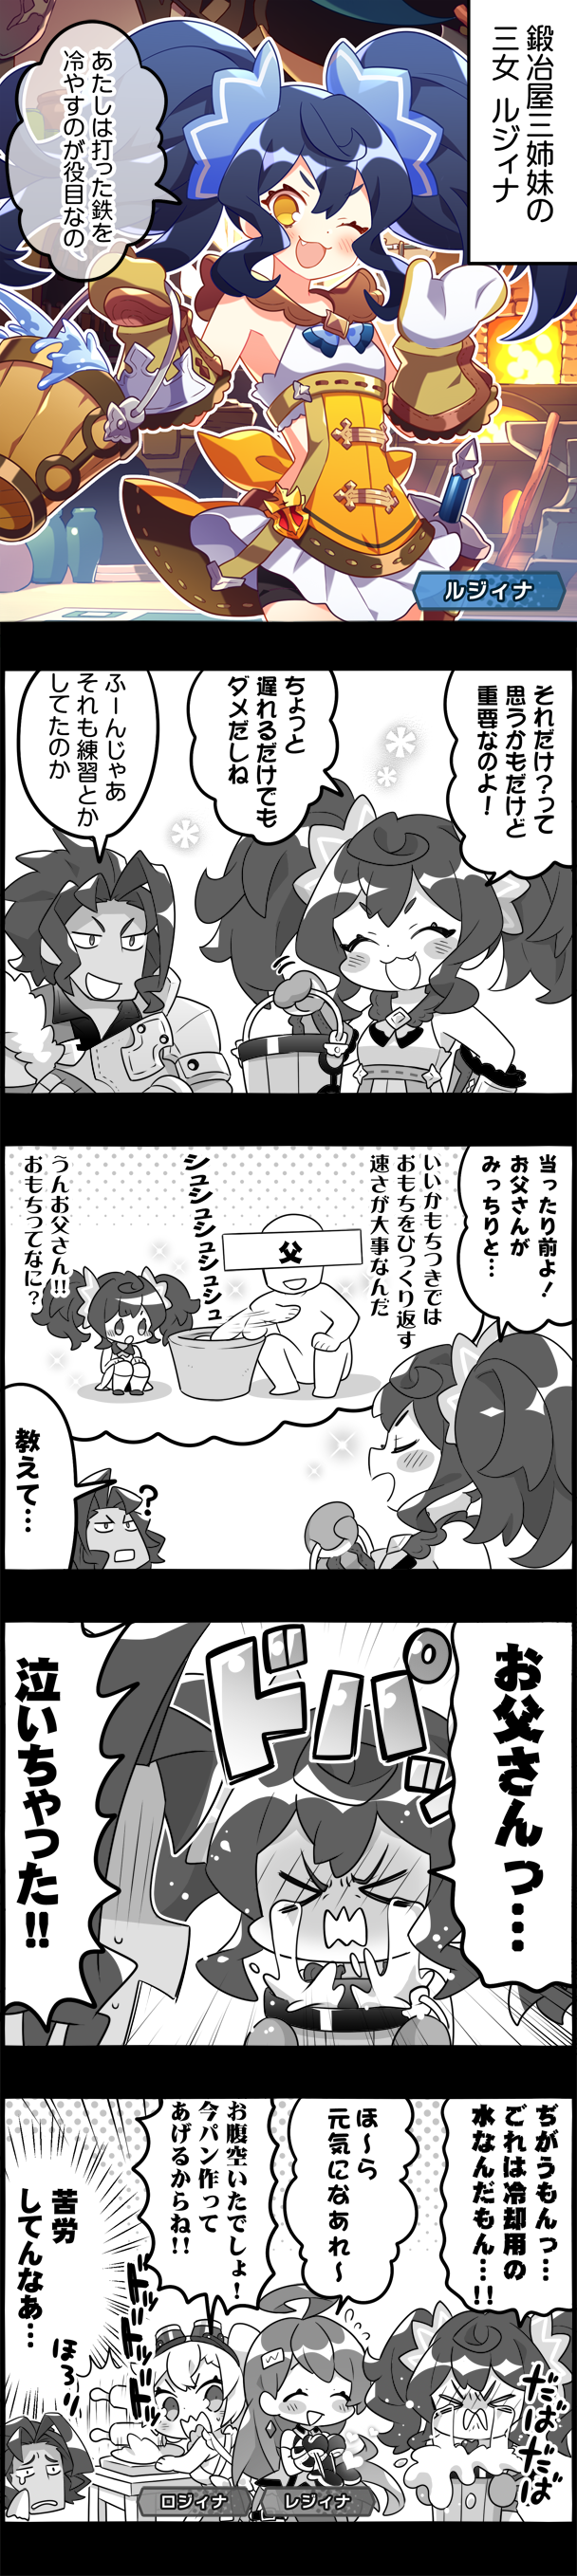 鍛冶屋三姉妹の
三女 ルジィナ
あたしは打った鉄を
冷やすのが役目なの
ルジィナ
それだけ？って
思うかもだけど
重要なのよ！
ちょっと
遅れるだけでも
ダメだしね
ふーんじゃあ
それも練習とか
してたのか
当ったり前よ！
お父さんが
みっちりと…
いいかもちつきでは
おもちをひっくり返す
速さが大事なんだ
父
シュシュシュシュシュ
うんお父さん!!
おもちってなに？
？
教えて…
お父さんっ…
ドパッ
泣いちゃった!!
ぢがうもんっ…
ごれは冷却用の
水なんだもん…!!
だばだば
ほ～ら
元気になあれ～
お腹空いたでしょ！
今パン作って
あげるからね!!
ドッドッドッドッ
苦労
してんなぁ…
ほろり
ロジィナ
レジィナ